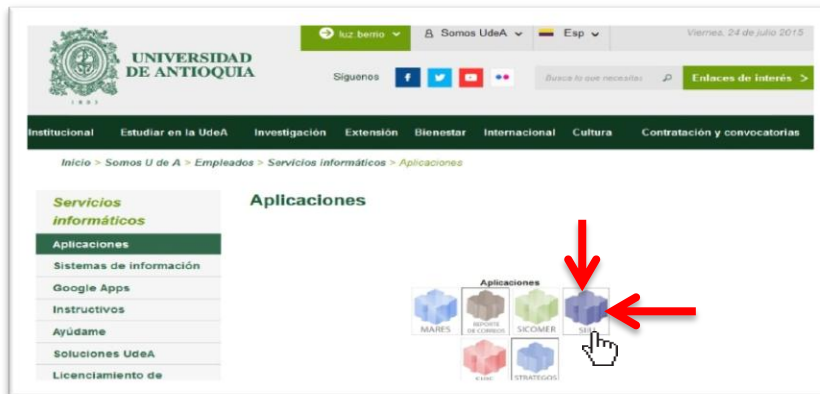 luz.berrio
Somos UdeA
Esp
Viernes, 24 de julio 2015
UNIVERSIDAD
DE ANTIOQUIA
1803
Síguenos
Busca lo que necesitas
Enlaces de interés >
Institucional Estudiar en la UdeA Investigación Extensión Bienestar Internacional Cultura Contratación y convocatorias
Inicio > Somos U de A > Empleados > Servicios informáticos > Aplicaciones
Servicios
informáticos
Aplicaciones
Sistemas de información
Google Apps
Instructivos
Ayúdame
Soluciones UdeA
Licenciamiento de
Aplicaciones
Aplicaciones
MARES
REPORTE
DE CORREOS
SICOMER
SIIU
STRATEGOS